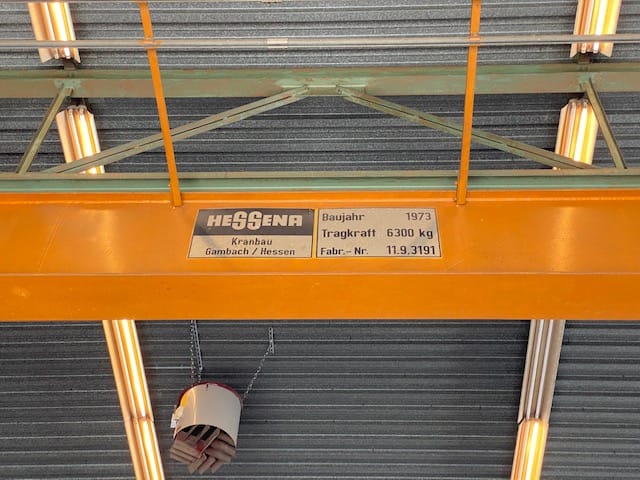 HESSENA
Kranbau
Gambach / Hessen
Baujahr 1973
Tragkraft 6300 kg
Fabr.- Nr. 11.9.3191